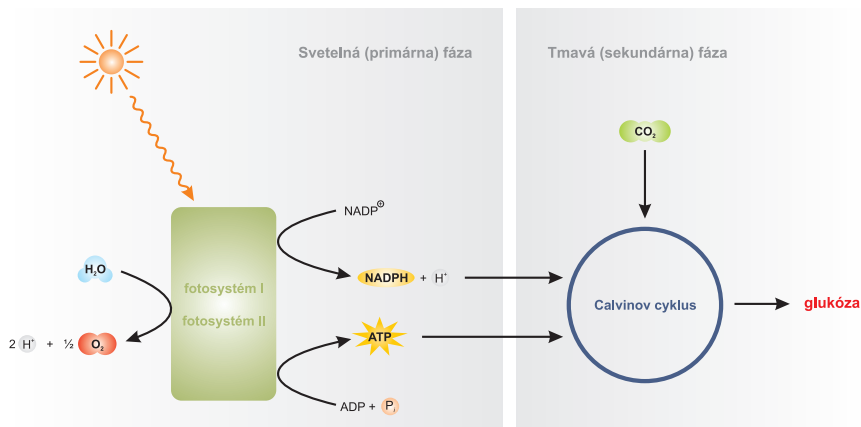 Svetelná (primárna) fáza
Tmavá (sekundárna) fáza
CO₂
NADP⊕
H₂O
fotosystém I
fotosystém II
NADPH + H⁺
Calvinov cyklus
glukóza
2 H⁺ + ½ O₂
ATP
ADP + Pᵢ